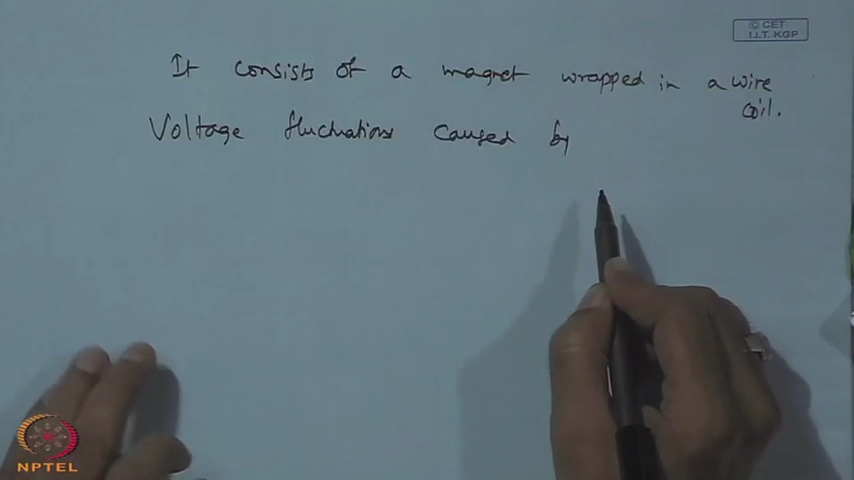 © CET
I.I.T. KGP
It consists of a magnet wrapped in a wire
coil.
Voltage fluctuations caused by
NPTEL